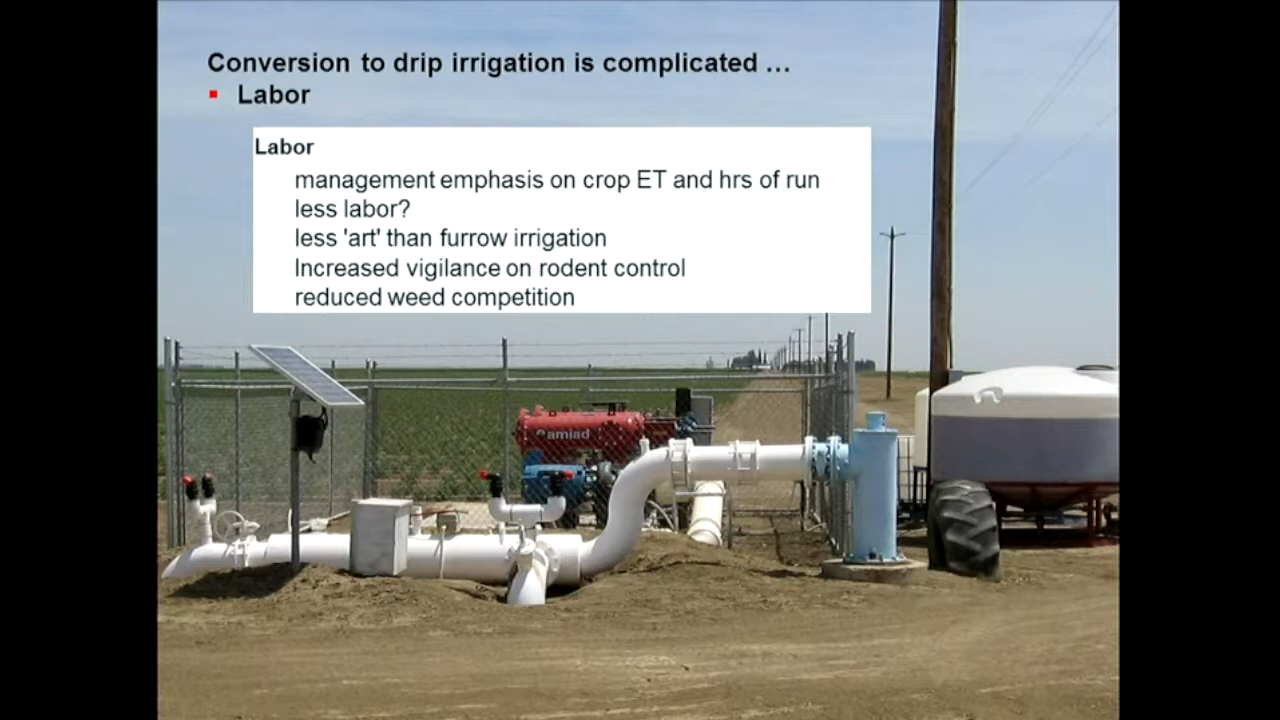 Conversion to drip irrigation is complicated …
▪ Labor
Labor
management emphasis on crop ET and hrs of run
less labor?
less 'art' than furrow irrigation
Increased vigilance on rodent control
reduced weed competition
amiad